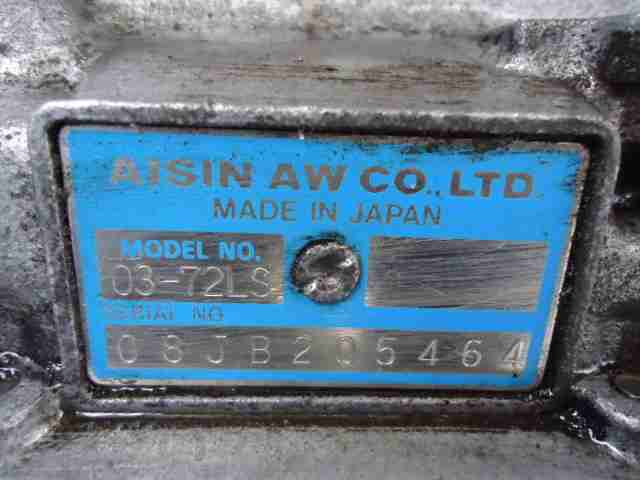 AISIN AW CO., LTD.
MADE IN JAPAN
MODEL NO.
03-72LS
SERIAL NO
08JB205464